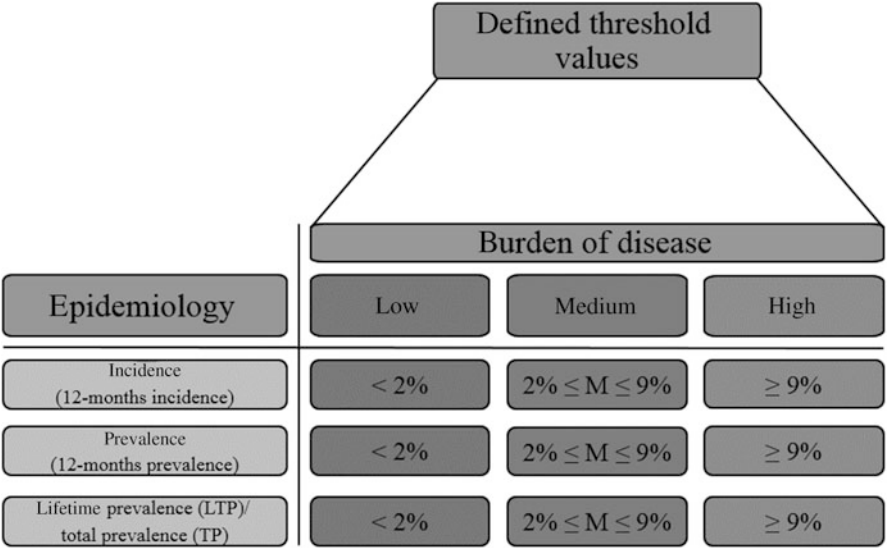 Defined threshold
values
Burden of disease
Epidemiology
Low
Medium
High
Incidence
(12-months incidence)
< 2%
2% ≤ M ≤ 9%
≥ 9%
Prevalence
(12-months prevalence)
< 2%
2% ≤ M ≤ 9%
≥ 9%
Lifetime prevalence (LTP)/
total prevalence (TP)
< 2%
2% ≤ M ≤ 9%
≥ 9%